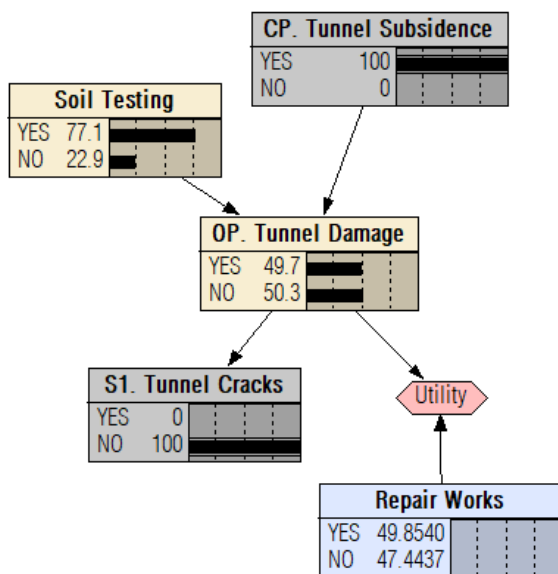 CP. Tunnel Subsidence
YES 100
NO 0
Soil Testing
YES 77.1
NO 22.9
OP. Tunnel Damage
YES 49.7
NO 50.3
S1. Tunnel Cracks
YES 0
NO 100
Utility
Repair Works
YES 49.8540
NO 47.4437